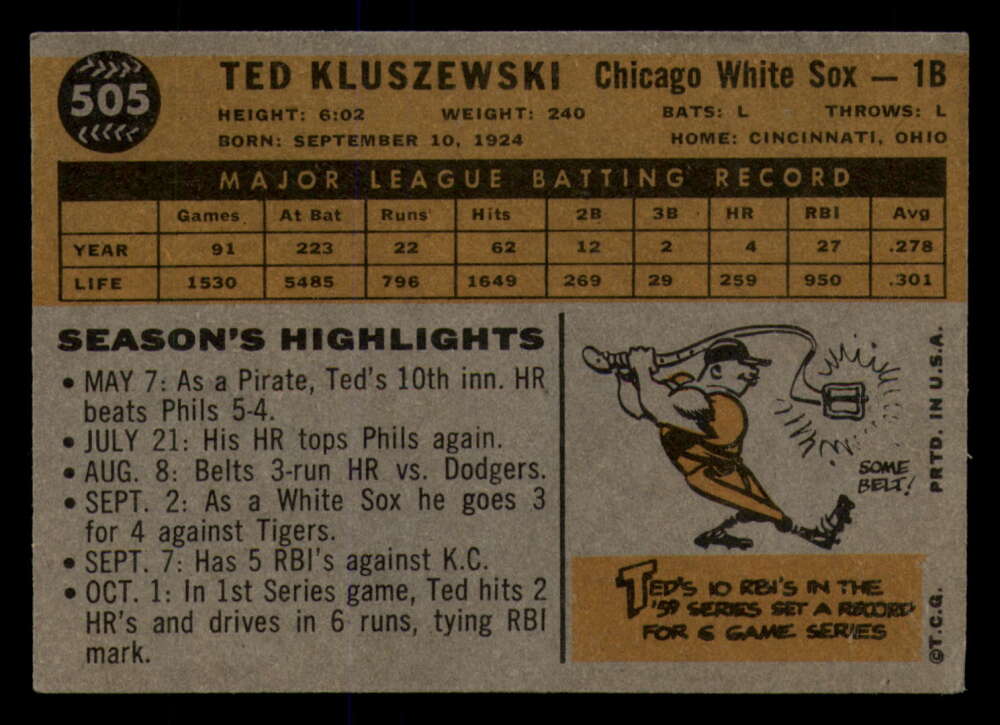 505
TED KLUSZEWSKI Chicago White Sox — 1B
HEIGHT: 6:02 WEIGHT: 240 BATS: L THROWS: L
BORN: SEPTEMBER 10, 1924 HOME: CINCINNATI, OHIO
MAJOR LEAGUE BATTING RECORD
Games At Bat Runs Hits 2B 3B HR RBI Avg
YEAR 91 223 22 62 12 2 4 27 .278
LIFE 1530 5485 796 1649 269 29 259 950 .301
SEASON'S HIGHLIGHTS
• MAY 7: As a Pirate, Ted's 10th inn. HR
beats Phils 5-4.
• JULY 21: His HR tops Phils again.
• AUG. 8: Belts 3-run HR vs. Dodgers.
• SEPT. 2: As a White Sox he goes 3
for 4 against Tigers.
• SEPT. 7: Has 5 RBI's against K.C.
• OCT. 1: In 1st Series game, Ted hits 2
HR's and drives in 6 runs, tying RBI
mark.
SOME
BELT!
TED'S 10 RBI'S IN THE
'59 SERIES SET A RECORD
FOR 6 GAME SERIES
PRTD. IN U.S.A.
©T.C.G.